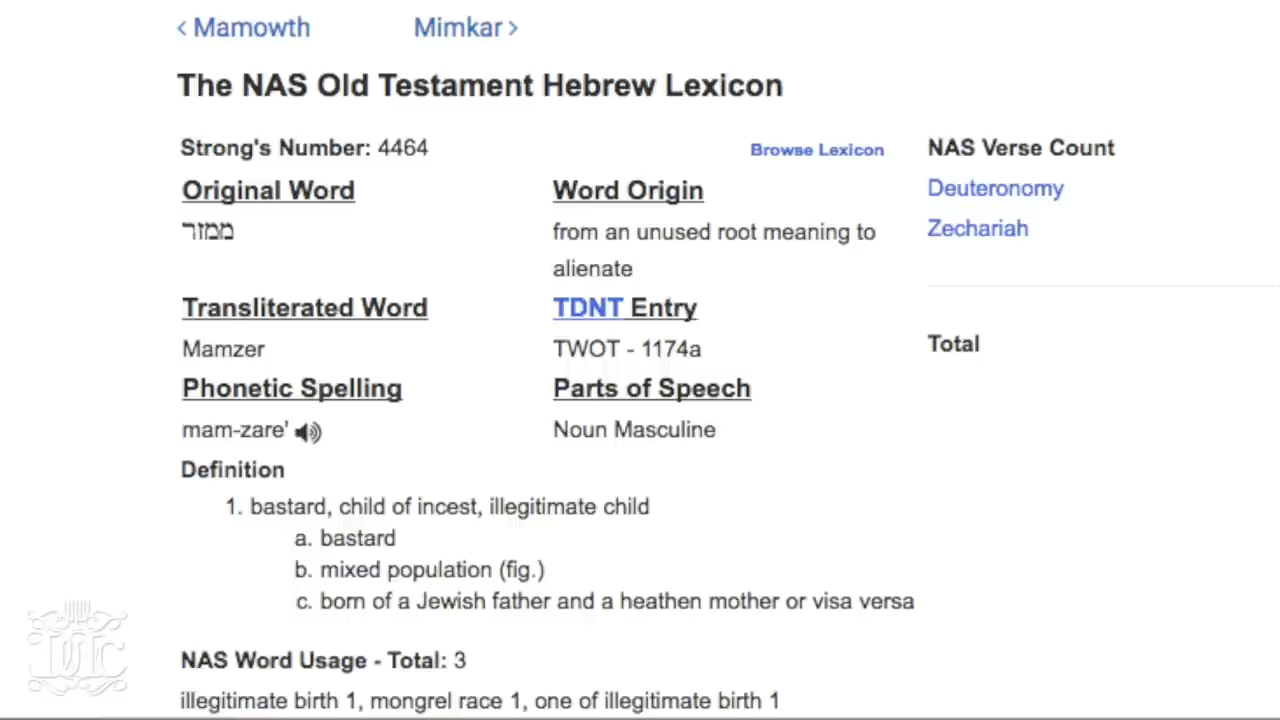 ‹ Mamowth Mimkar ›
The NAS Old Testament Hebrew Lexicon
Strong's Number: 4464 Browse Lexicon NAS Verse Count
Original Word Word Origin Deuteronomy
ממזר from an unused root meaning to Zechariah
alienate
Transliterated Word TDNT Entry
Mamzer TWOT - 1174a Total
Phonetic Spelling Parts of Speech
mam-zare' Noun Masculine
Definition
1. bastard, child of incest, illegitimate child
a. bastard
b. mixed population (fig.)
c. born of a Jewish father and a heathen mother or visa versa
NAS Word Usage - Total: 3
illegitimate birth 1, mongrel race 1, one of illegitimate birth 1